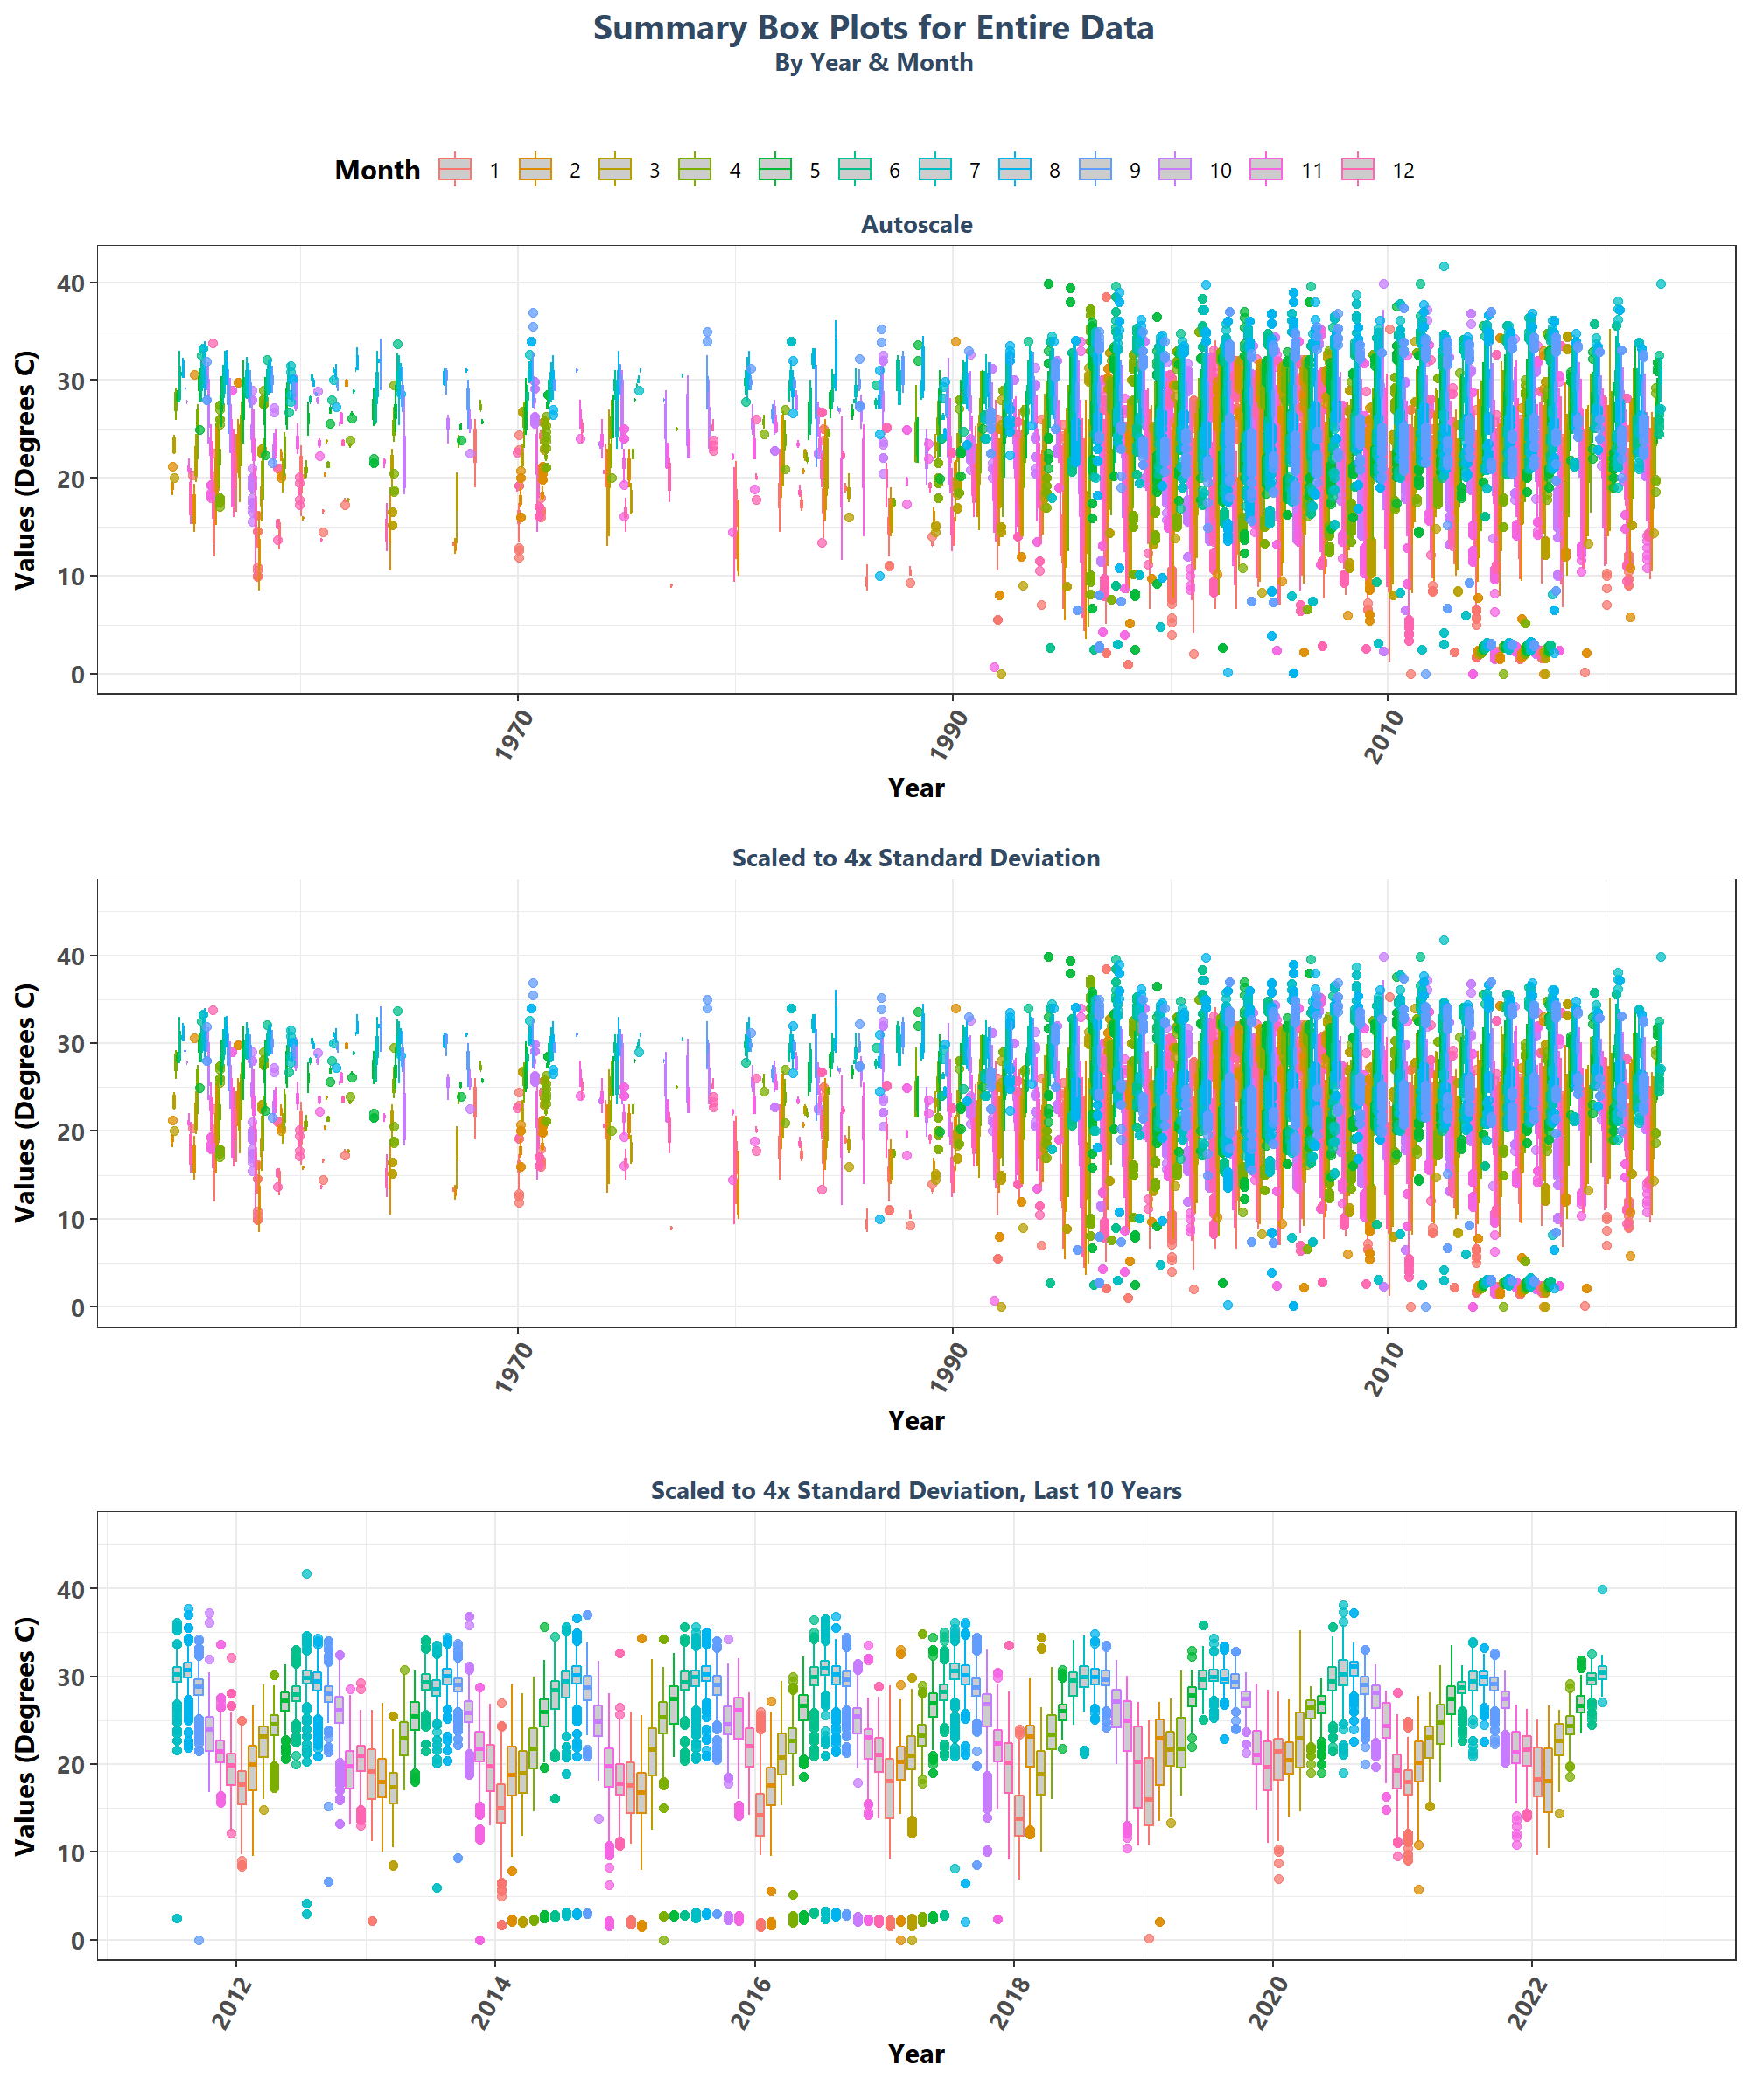 Summary Box Plots for Entire Data
By Year & Month
Month 1 2 3 4 5 6 7 8 9 10 11 12
Autoscale
Values (Degrees C)
40
30
20
10
0
1970 1990 2010
Year
Scaled to 4x Standard Deviation
Values (Degrees C)
40
30
20
10
0
1970 1990 2010
Year
Scaled to 4x Standard Deviation, Last 10 Years
Values (Degrees C)
40
30
20
10
0
2012 2014 2016 2018 2020 2022
Year